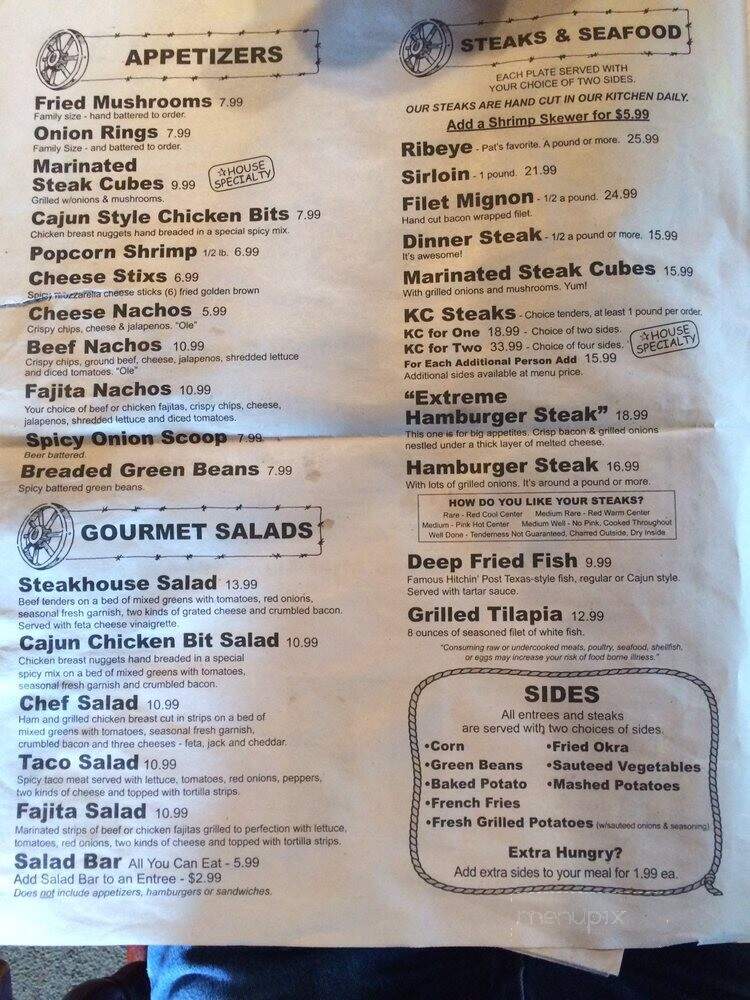 APPETIZERS
Fried Mushrooms 7.99
Family size - hand battered to order.
Onion Rings 7.99
Family Size - and battered to order.
Marinated
Steak Cubes 9.99
☆HOUSE
SPECIALTY
Grilled w/onions & mushrooms.
Cajun Style Chicken Bits 7.99
Chicken breast nuggets hand breaded in a special spicy mix.
Popcorn Shrimp 1/2 lb. 6.99
Cheese Stixs 6.99
Spicy mozzarella cheese sticks (6) fried golden brown
Cheese Nachos 5.99
Crispy chips, cheese & jalapenos. "Ole"
Beef Nachos 10.99
Crispy chips, ground beef, cheese, jalapenos, shredded lettuce
and diced tomatoes. "Ole"
Fajita Nachos 10.99
Your choice of beef or chicken fajitas, crispy chips, cheese,
jalapenos, shredded lettuce and diced tomatoes.
Spicy Onion Scoop 7.99
Beer battered.
Breaded Green Beans 7.99
Spicy battered green beans.
GOURMET SALADS
Steakhouse Salad 13.99
Beef tenders on a bed of mixed greens with tomatoes, red onions,
seasonal fresh garnish, two kinds of grated cheese and crumbled bacon.
Served with feta cheese vinaigrette.
Cajun Chicken Bit Salad 10.99
Chicken breast nuggets hand breaded in a special
spicy mix on a bed of mixed greens with tomatoes,
seasonal fresh garnish and crumbled bacon.
Chef Salad 10.99
Ham and grilled chicken breast cut in strips on a bed of
mixed greens with tomatoes, seasonal fresh garnish,
crumbled bacon and three cheeses - feta, jack and cheddar.
Taco Salad 10.99
Spicy taco meat served with lettuce, tomatoes, red onions, peppers,
two kinds of cheese and topped with tortilla strips.
Fajita Salad 10.99
Marinated strips of beef or chicken fajitas grilled to perfection with lettuce,
tomatoes, red onions, two kinds of cheese and topped with tortilla strips.
Salad Bar All You Can Eat - 5.99
Add Salad Bar to an Entree - $2.99
Does not include appetizers, hamburgers or sandwiches.
STEAKS & SEAFOOD
EACH PLATE SERVED WITH
YOUR CHOICE OF TWO SIDES.
OUR STEAKS ARE HAND CUT IN OUR KITCHEN DAILY.
Add a Shrimp Skewer for $5.99
Ribeye - Pat's favorite. A pound or more. 25.99
Sirloin - 1 pound. 21.99
Filet Mignon - 1/2 a pound. 24.99
Hand cut bacon wrapped filet.
Dinner Steak - 1/2 a pound or more. 15.99
It's awesome!
Marinated Steak Cubes 15.99
With grilled onions and mushrooms. Yum!
KC Steaks - Choice tenders, at least 1 pound per order.
KC for One 18.99 - Choice of two sides.
KC for Two 33.99 - Choice of four sides.
☆HOUSE
SPECIALTY
For Each Additional Person Add 15.99
Additional sides available at menu price.
"Extreme
Hamburger Steak" 18.99
This one is for big appetites. Crisp bacon & grilled onions
nestled under a thick layer of melted cheese.
Hamburger Steak 16.99
With lots of grilled onions. It's around a pound or more.
HOW DO YOU LIKE YOUR STEAKS?
Rare - Red Cool Center Medium Rare - Red Warm Center
Medium - Pink Hot Center Medium Well - No Pink, Cooked Throughout
Well Done - Tenderness Not Guaranteed, Charred Outside, Dry Inside
Deep Fried Fish 9.99
Famous Hitchin' Post Texas-style fish, regular or Cajun style.
Served with tartar sauce.
Grilled Tilapia 12.99
8 ounces of seasoned filet of white fish.
"Consuming raw or undercooked meats, poultry, seafood, shellfish,
or eggs may increase your risk of food borne illness."
SIDES
All entrees and steaks
are served with two choices of sides.
•Corn •Fried Okra
•Green Beans •Sauteed Vegetables
•Baked Potato •Mashed Potatoes
•French Fries
•Fresh Grilled Potatoes (w/sauteed onions & seasoning)
Extra Hungry?
Add extra sides to your meal for 1.99 ea.
menupix